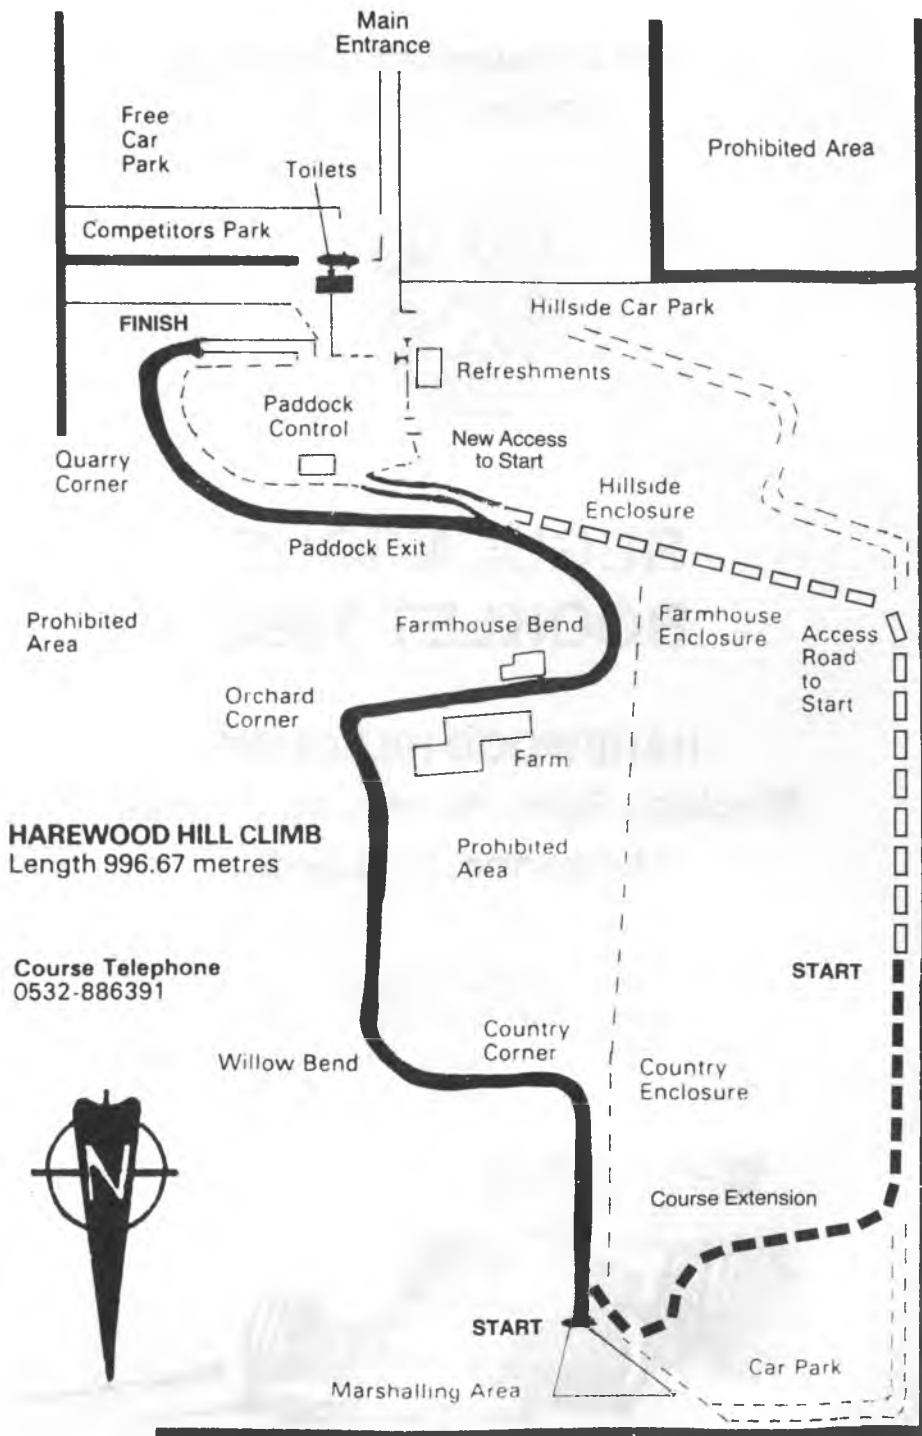 Main
Entrance
Free
Car
Park
Prohibited Area
Toilets
Competitors Park
Hillside Car Park
FINISH
Refreshments
Paddock
Control
New Access
to Start
Quarry
Corner
Hillside
Enclosure
Paddock Exit
Prohibited
Area
Farmhouse Bend
Farmhouse
Enclosure
Access
Road
to
Start
Orchard
Corner
Farm
HAREWOOD HILL CLIMB
Length 996.67 metres
Prohibited
Area
Course Telephone
0532-886391
START
Country
Corner
Willow Bend
Country
Enclosure
N
Course Extension
START
Car Park
Marshalling Area